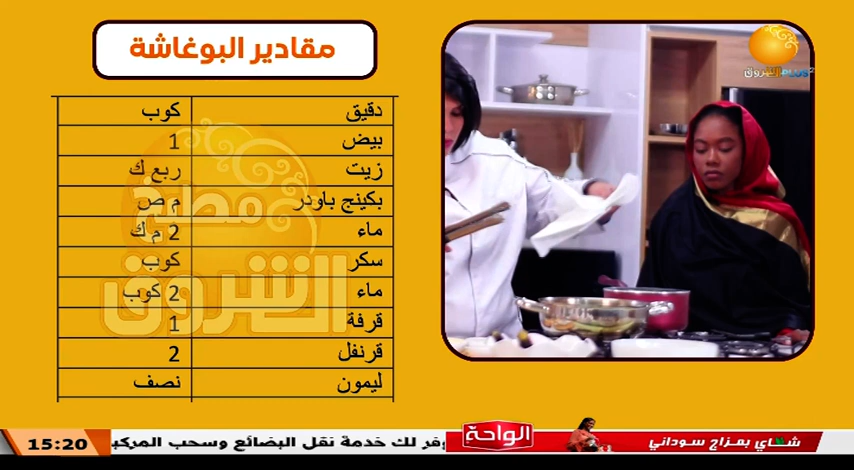 مقادير البوغاشة
الشروق
دقيق كوب
بيض 1
زيت ربع ك
بكينج باودر م ص
ماء 2 م ك
سكر كوب
ماء 2 كوب
قرفة 1
قرنفل 2
ليمون نصف
مطبخ
الشروق
شاي بمزاج سوداني
الواحة
وفر لك خدمة نقل البضائع وسحب المركب
15:20